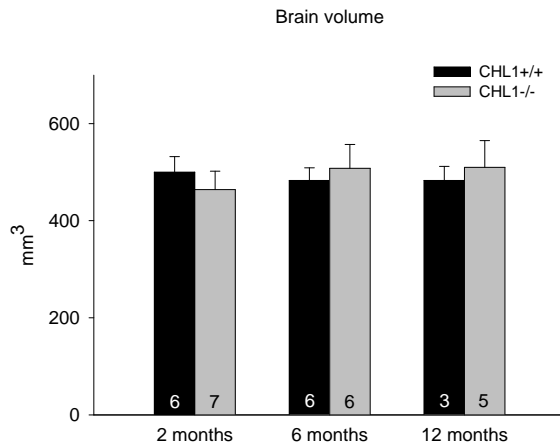 Brain volume
CHL1+/+
CHL1-/-
600
400
200
0
mm³
6 7 6 6 3 5
2 months 6 months 12 months